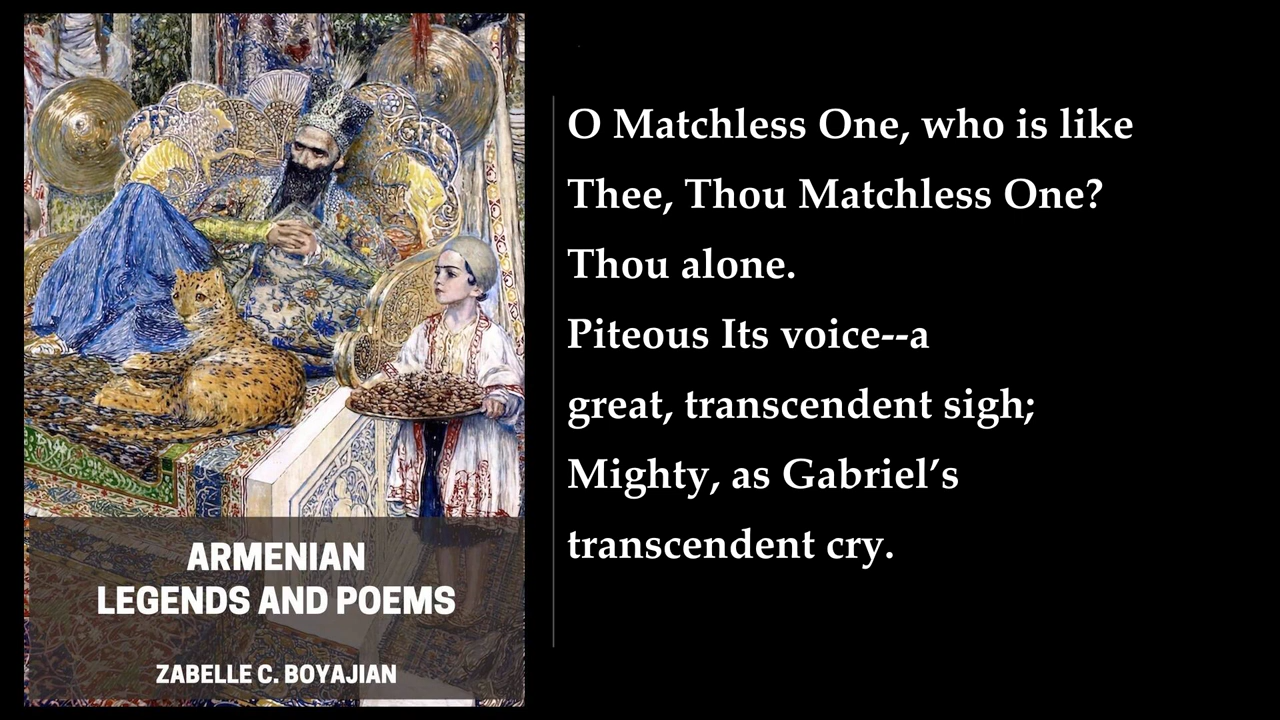 ARMENIAN
LEGENDS AND POEMS
ZABELLE C. BOYAJIAN
O Matchless One, who is like
Thee, Thou Matchless One?
Thou alone.
Piteous Its voice--a
great, transcendent sigh;
Mighty, as Gabriel’s
transcendent cry.